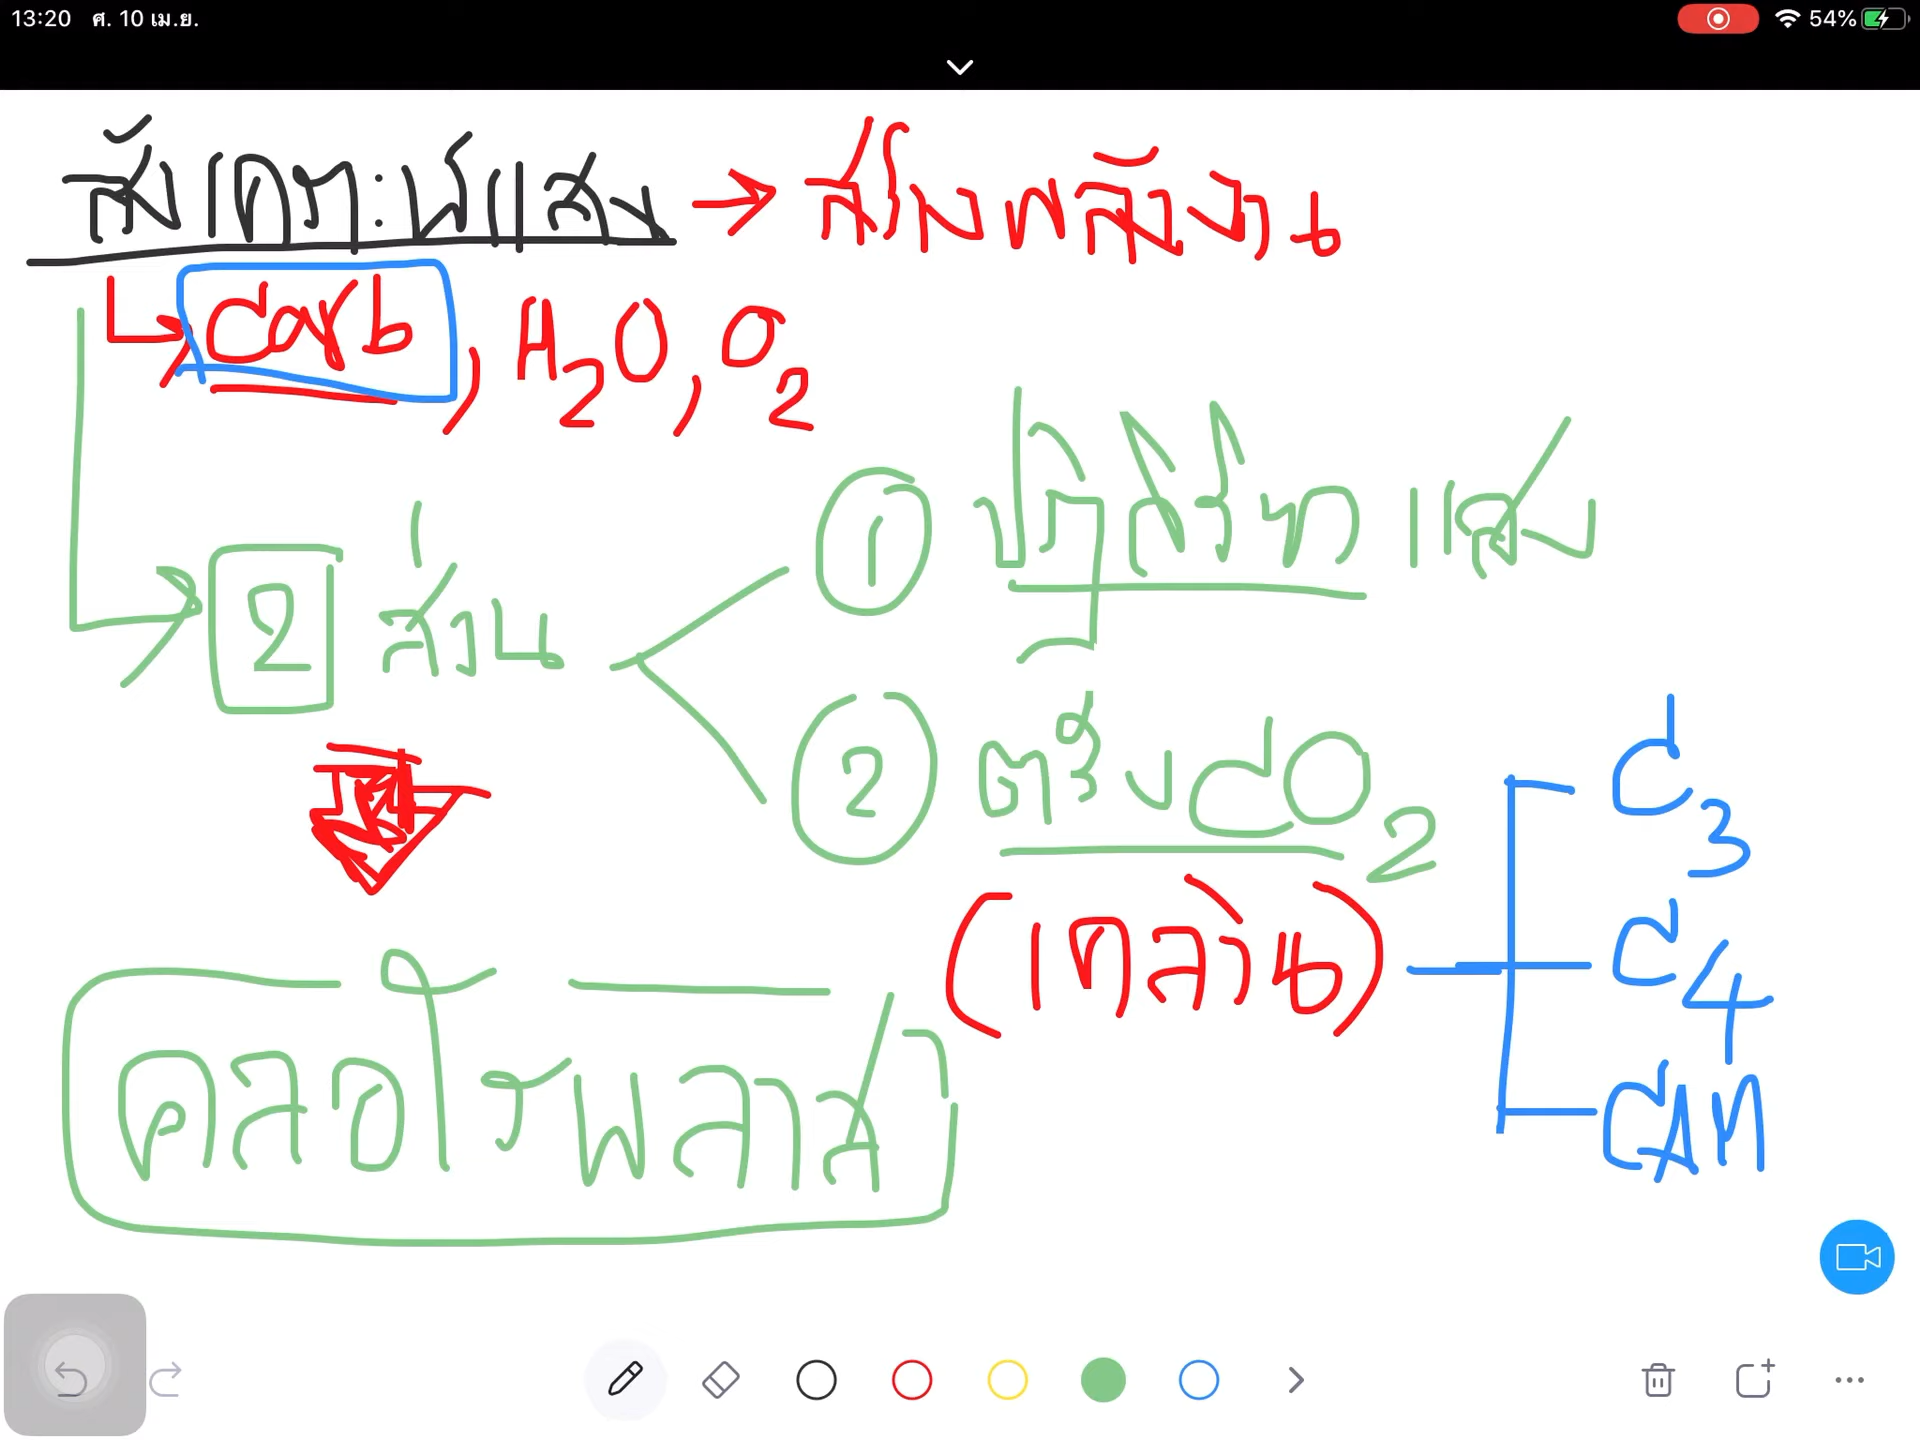 13:20 ศ. 10 เม.ย. 54%
สังเคราะห์แสง → สร้างพลังงาน
Carb, H2O, O2
2 ส่วน
1 ปฏิกิริยา แสง
2 ตรึง CO2
(เคลวิน)
C3
C4
CAM
คลอโรพลาส